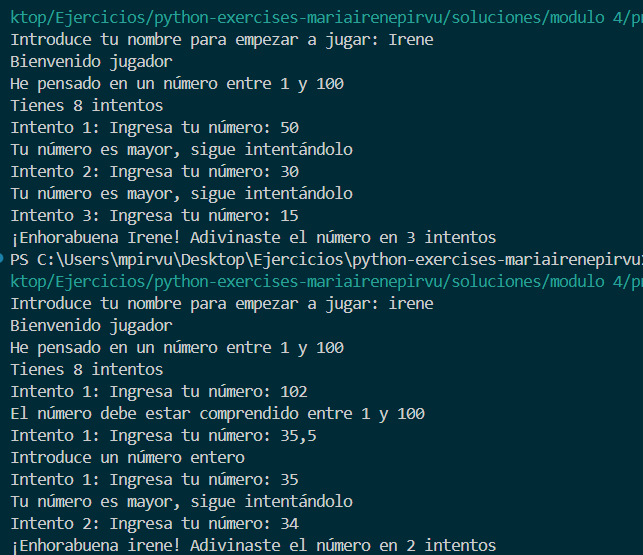 ktop/Ejercicios/python-exercises-mariairenepirvu/soluciones/modulo 4/
Introduce tu nombre para empezar a jugar: Irene
Bienvenido jugador
He pensado en un número entre 1 y 100
Tienes 8 intentos
Intento 1: Ingresa tu número: 50
Tu número es mayor, sigue intentándolo
Intento 2: Ingresa tu número: 30
Tu número es mayor, sigue intentándolo
Intento 3: Ingresa tu número: 15
¡Enhorabuena Irene! Adivinaste el número en 3 intentos
PS C:\Users\mpirvu\Desktop\Ejercicios\python-exercises-mariairenepirvu
ktop/Ejercicios/python-exercises-mariairenepirvu/soluciones/modulo 4/
Introduce tu nombre para empezar a jugar: irene
Bienvenido jugador
He pensado en un número entre 1 y 100
Tienes 8 intentos
Intento 1: Ingresa tu número: 102
El número debe estar comprendido entre 1 y 100
Intento 1: Ingresa tu número: 35,5
Introduce un número entero
Intento 1: Ingresa tu número: 35
Tu número es mayor, sigue intentándolo
Intento 2: Ingresa tu número: 34
¡Enhorabuena irene! Adivinaste el número en 2 intentos